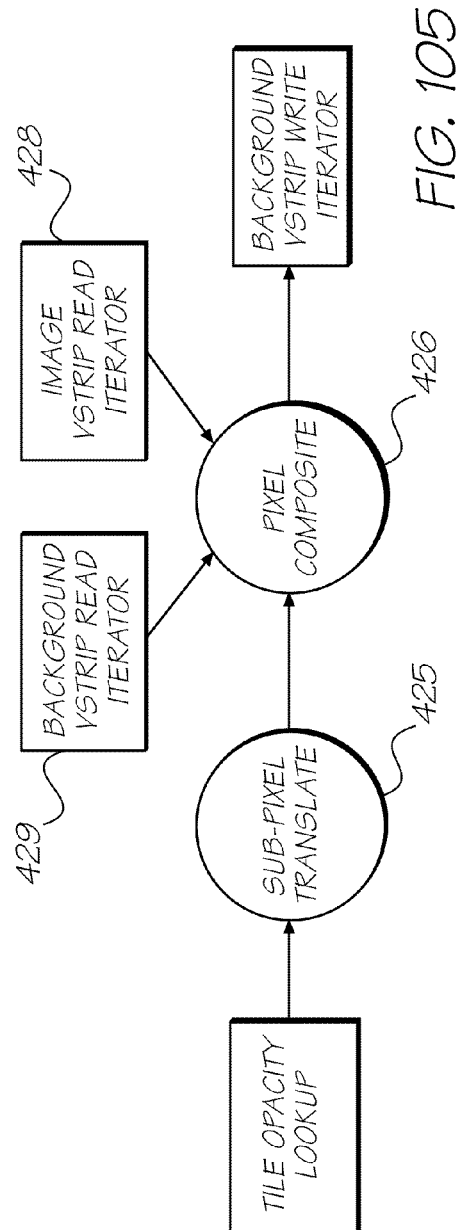 429
BACKGROUND
VSTRIP READ
ITERATOR
428
IMAGE
VSTRIP READ
ITERATOR
TILE OPACITY
LOOKUP
SUB-PIXEL
TRANSLATE
425
PIXEL
COMPOSITE
426
BACKGROUND
VSTRIP WRITE
ITERATOR
FIG. 105